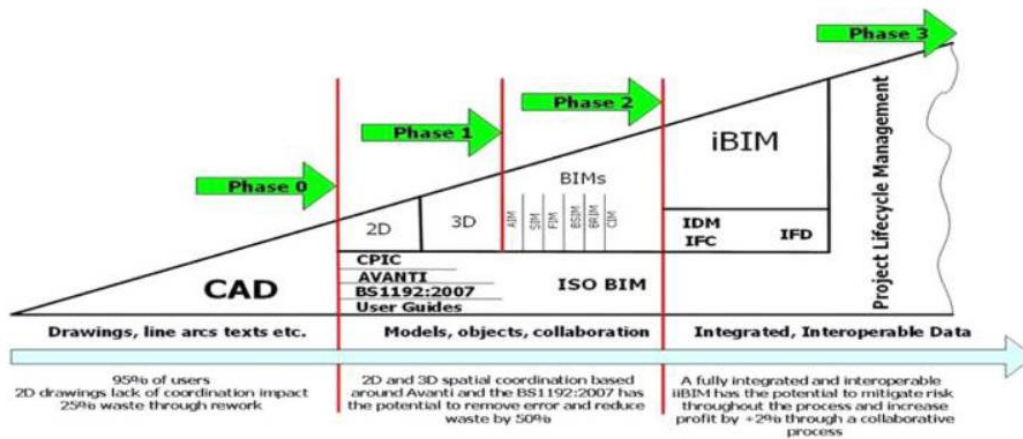 Phase 3
Phase 2
Phase 1
Phase 0
iBIM
BIMs
2D
3D
AIM
SIM
FIM
BSIM
BRIM
CIM
IDM
IFC
IFD
Project Lifecycle Management
CAD
CPIC
AVANTI
BS1192:2007
User Guides
ISO BIM
Drawings, line arcs texts etc.
Models, objects, collaboration
Integrated, Interoperable Data
95% of users
2D drawings lack of coordination impact
25% waste through rework
2D and 3D spatial coordination based
around Avanti and the BS1192:2007 has
the potential to remove error and reduce
waste by 50%
A fully integrated and interoperable
iiBIM has the potential to mitigate risk
throughout the process and increase
profit by +2% through a collaborative
process